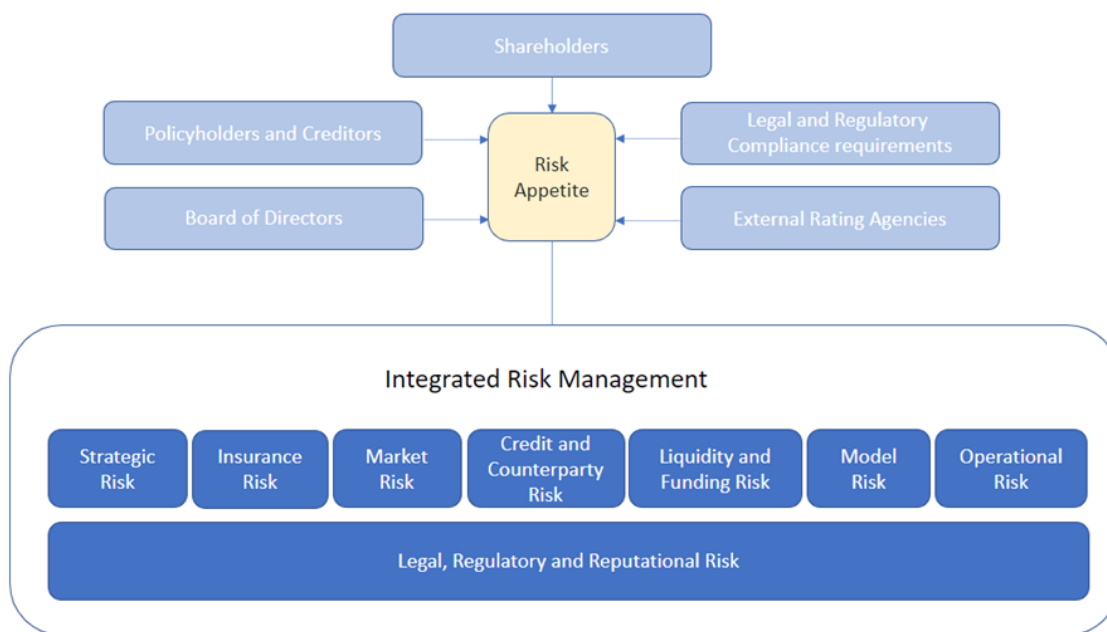 Shareholders
Policyholders and Creditors
Legal and Regulatory
Compliance requirements
Risk
Appetite
Board of Directors
External Rating Agencies
Integrated Risk Management
Strategic
Risk
Insurance
Risk
Market
Risk
Credit and
Counterparty
Risk
Liquidity and
Funding Risk
Model
Risk
Operational
Risk
Legal, Regulatory and Reputational Risk